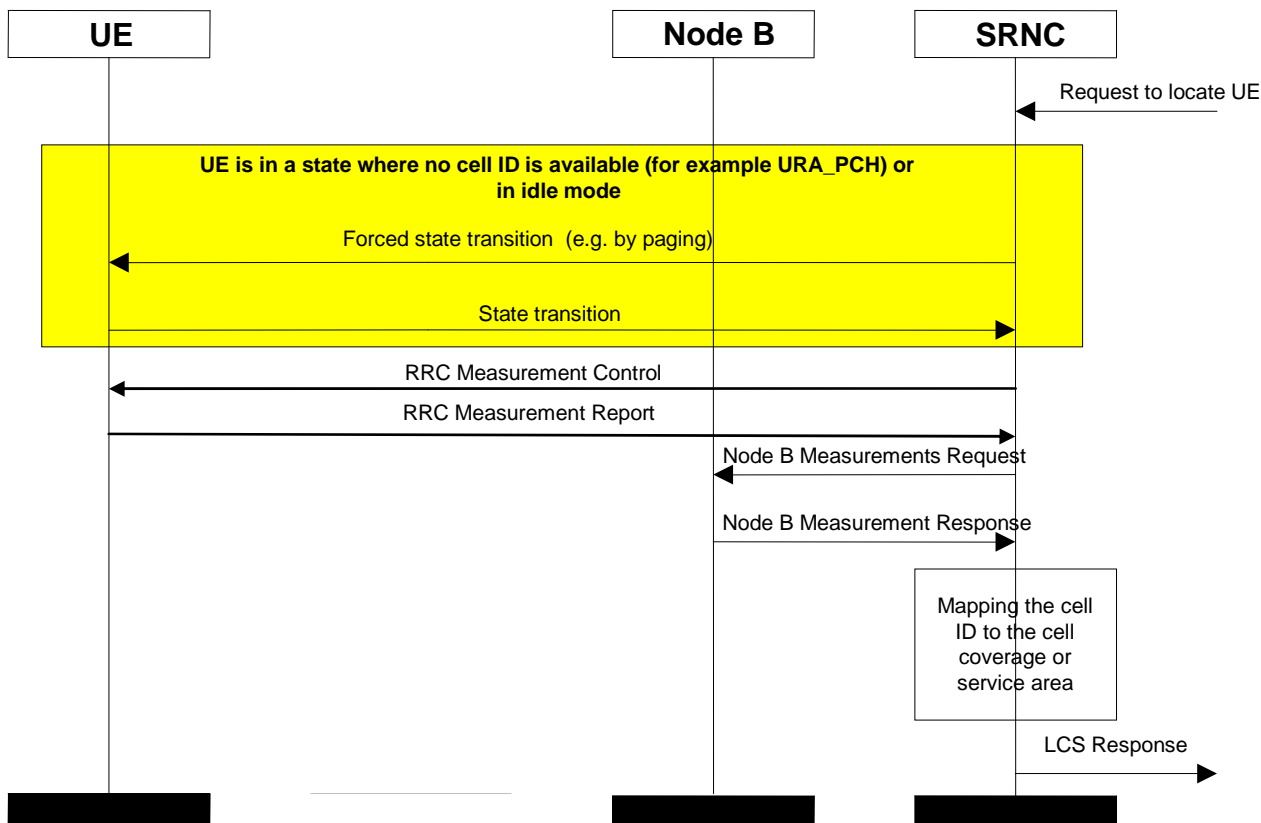 UE
Node B
SRNC
Request to locate UE
UE is in a state where no cell ID is available (for example URA_PCH) or
in idle mode
Forced state transition (e.g. by paging)
State transition
RRC Measurement Control
RRC Measurement Report
Node B Measurements Request
Node B Measurement Response
Mapping the cell
ID to the cell
coverage or
service area
LCS Response